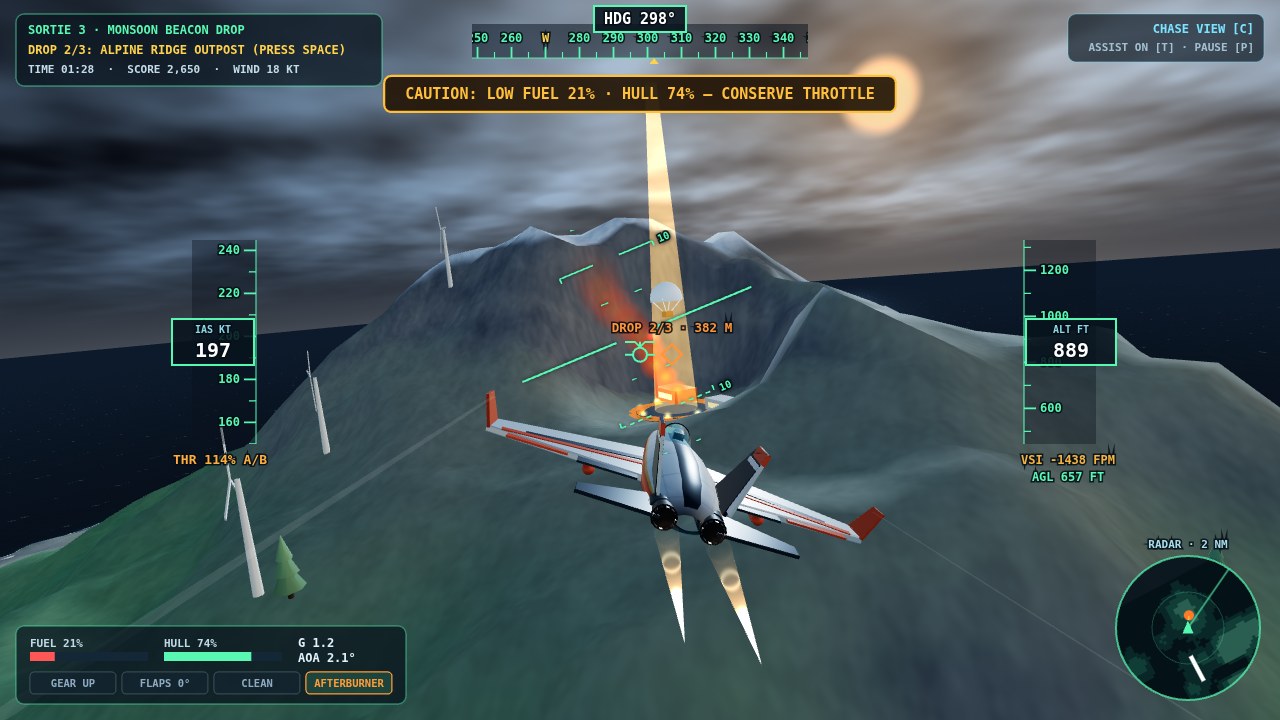 SORTIE 3 · MONSOON BEACON DROP
DROP 2/3: ALPINE RIDGE OUTPOST (PRESS SPACE)
TIME 01:28 · SCORE 2,650 · WIND 18 KT
HDG 298°
260 W 280 290 300 310 320 330 340
CHASE VIEW [C]
ASSIST ON [T] · PAUSE [P]
CAUTION: LOW FUEL 21% · HULL 74% — CONSERVE THROTTLE
10
DROP 2/3 · 382 M
10
240
220
IAS KT
197
180
160
THR 114% A/B
1200
1000
ALT FT
889
600
VSI -1438 FPM
AGL 657 FT
RADAR · 2 NM
FUEL 21%
HULL 74%
G 1.2
AOA 2.1°
GEAR UP
FLAPS 0°
CLEAN
AFTERBURNER